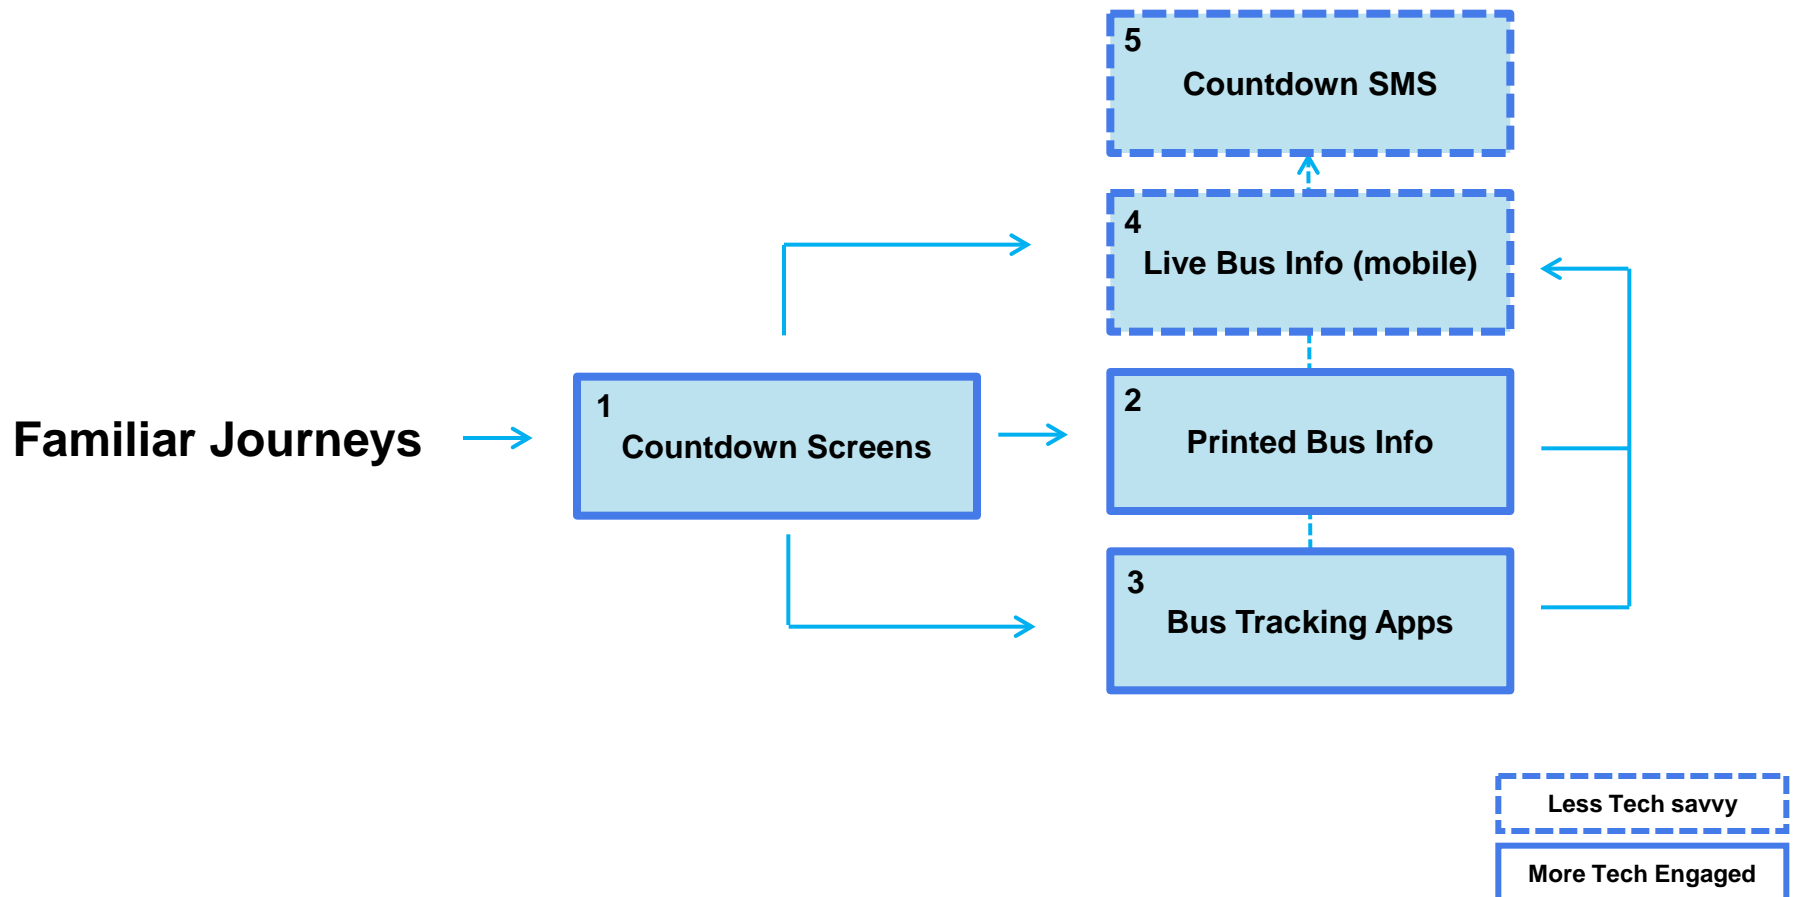 5
Countdown SMS
4
Live Bus Info (mobile)
Familiar Journeys
1
Countdown Screens
2
Printed Bus Info
3
Bus Tracking Apps
Less Tech savvy
More Tech Engaged